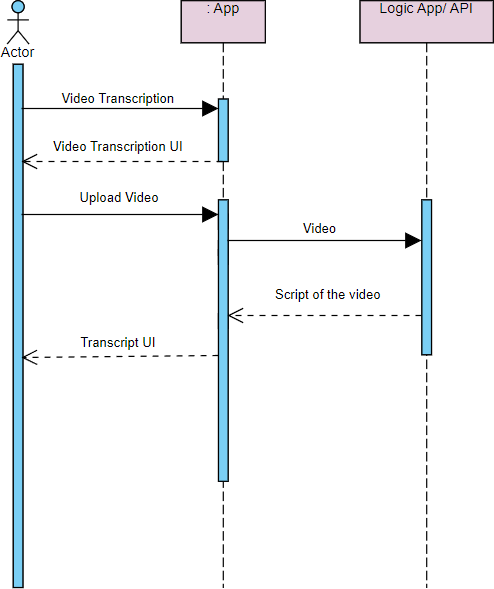 : App
Logic App/ API
Actor
Video Transcription
Video Transcription UI
Upload Video
Video
Script of the video
Transcript UI